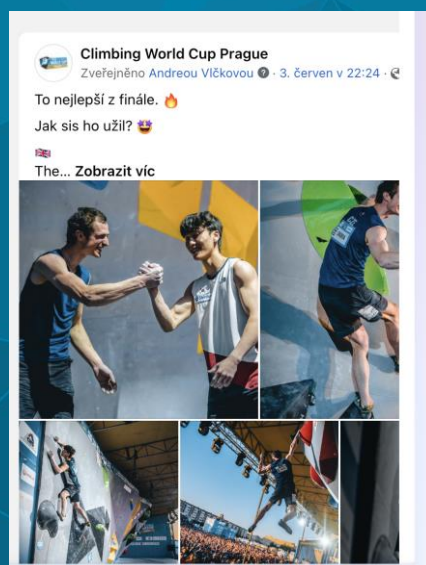 Climbing World Cup Prague
Zveřejněno Andreou Vlčkovou · 3. červen v 22:24 ·
To nejlepší z finále. 🔥
Jak sis ho užil? 🤩
🇬🇧
The... Zobrazit víc